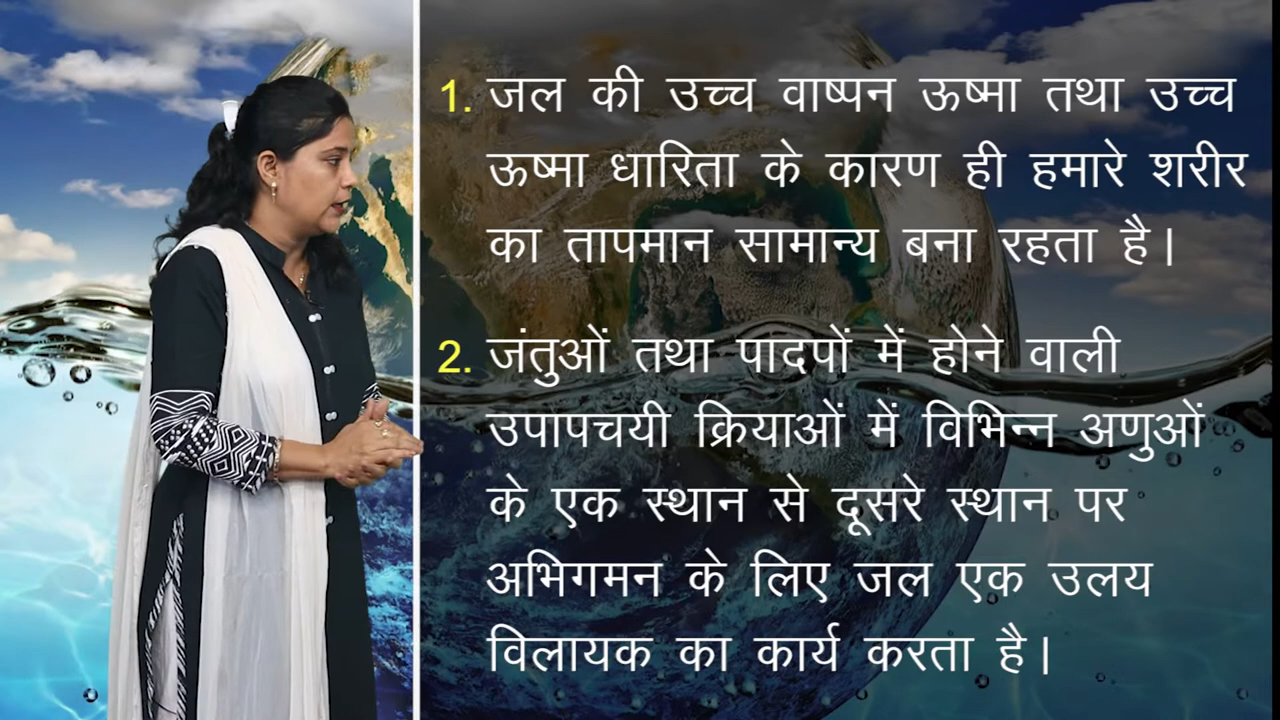 1. जल की उच्च वाष्पन ऊष्मा तथा उच्च
ऊष्मा धारिता के कारण ही हमारे शरीर
का तापमान सामान्य बना रहता है।
2. जंतुओं तथा पादपों में होने वाली
उपापचयी क्रियाओं में विभिन्न अणुओं
के एक स्थान से दूसरे स्थान पर
अभिगमन के लिए जल एक उलय
विलायक का कार्य करता है।